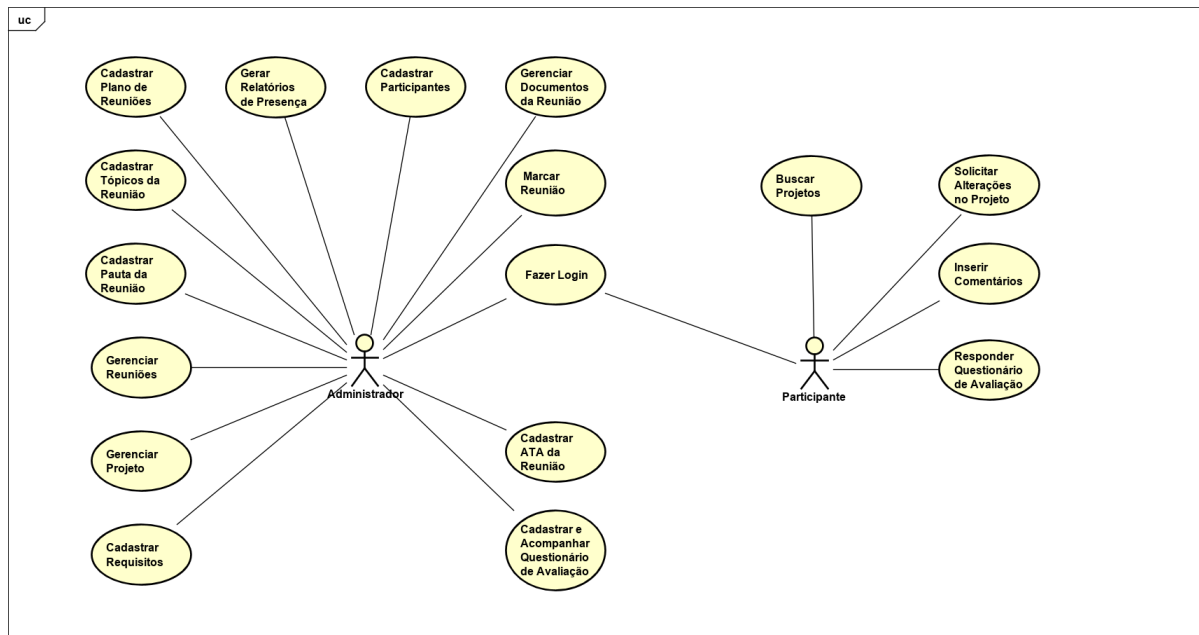 uc
Cadastrar
Plano de
Reuniões
Gerar
Relatórios
de Presença
Cadastrar
Participantes
Gerenciar
Documentos
da Reunião
Cadastrar
Tópicos da
Reunião
Marcar
Reunião
Buscar
Projetos
Solicitar
Alterações
no Projeto
Cadastrar
Pauta da
Reunião
Fazer Login
Inserir
Comentários
Gerenciar
Reuniões
Administrador
Participante
Responder
Questionário
de Avaliação
Gerenciar
Projeto
Cadastrar
ATA da
Reunião
Cadastrar
Requisitos
Cadastrar e
Acompanhar
Questionário
de Avaliação